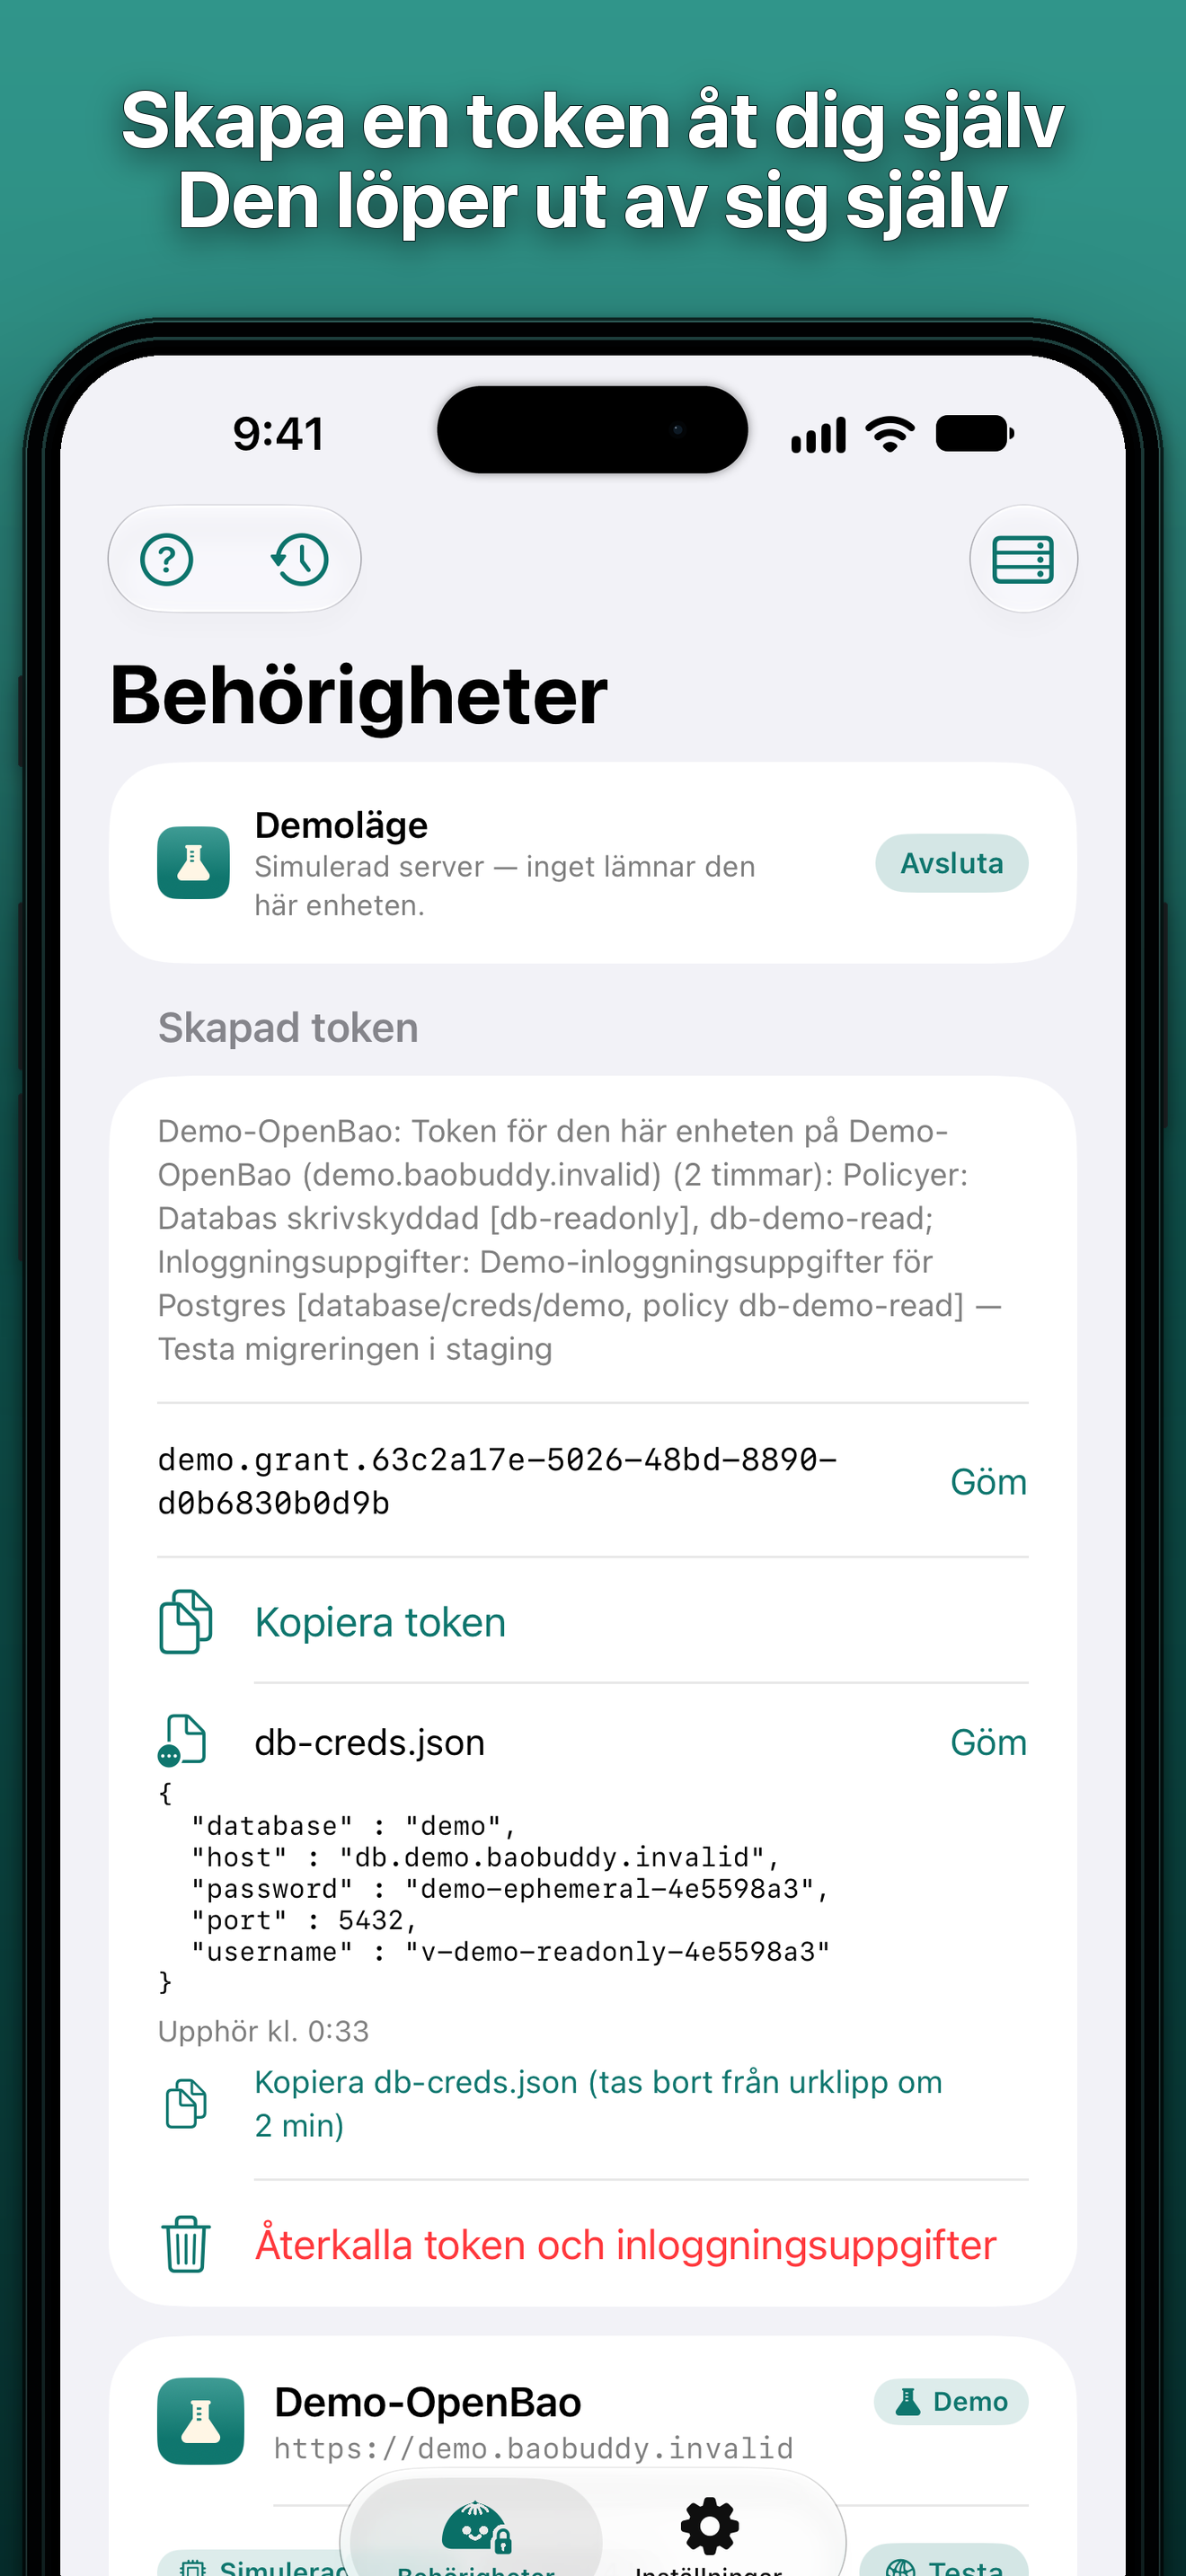 Skapa en token åt dig själv
Den löper ut av sig själv
9:41
Behörigheter
Demoläge
Simulerad server — inget lämnar den
här enheten.
Avsluta
Skapad token
Demo-OpenBao: Token för den här enheten på Demo-
OpenBao (demo.baobuddy.invalid) (2 timmar): Policyer:
Databas skrivskyddad [db-readonly], db-demo-read;
Inloggningsuppgifter: Demo-inloggningsuppgifter för
Postgres [database/creds/demo, policy db-demo-read] —
Testa migreringen i staging
demo.grant.63c2a17e-5026-48bd-8890-
d0b6830b0d9b
Göm
Kopiera token
db-creds.json
Göm
{
  "database" : "demo",
  "host" : "db.demo.baobuddy.invalid",
  "password" : "demo-ephemeral-4e5598a3",
  "port" : 5432,
  "username" : "v-demo-readonly-4e5598a3"
}
Upphör kl. 0:33
Kopiera db-creds.json (tas bort från urklipp om
2 min)
Återkalla token och inloggningsuppgifter
Demo-OpenBao
Demo
https://demo.baobuddy.invalid
Behörigheter
Inställningar
Testa